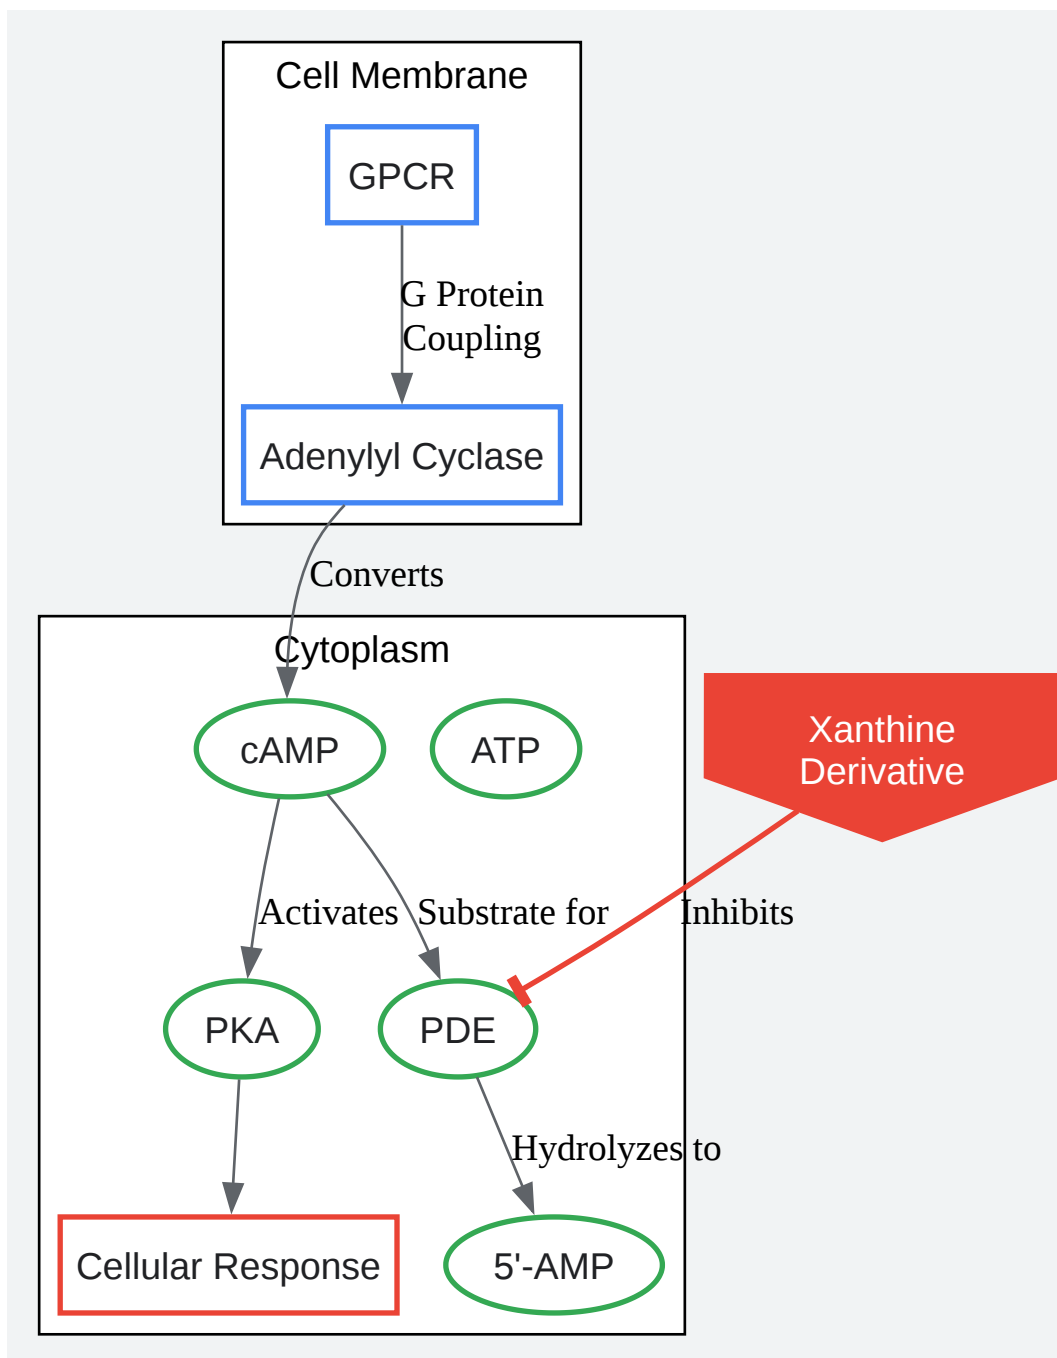 Cell Membrane
GPCR
G Protein
Coupling
Adenylyl Cyclase
Converts
Cytoplasm
cAMP
ATP
Xanthine
Derivative
Activates
Substrate for
Inhibits
PKA
PDE
Hydrolyzes to
Cellular Response
5'-AMP